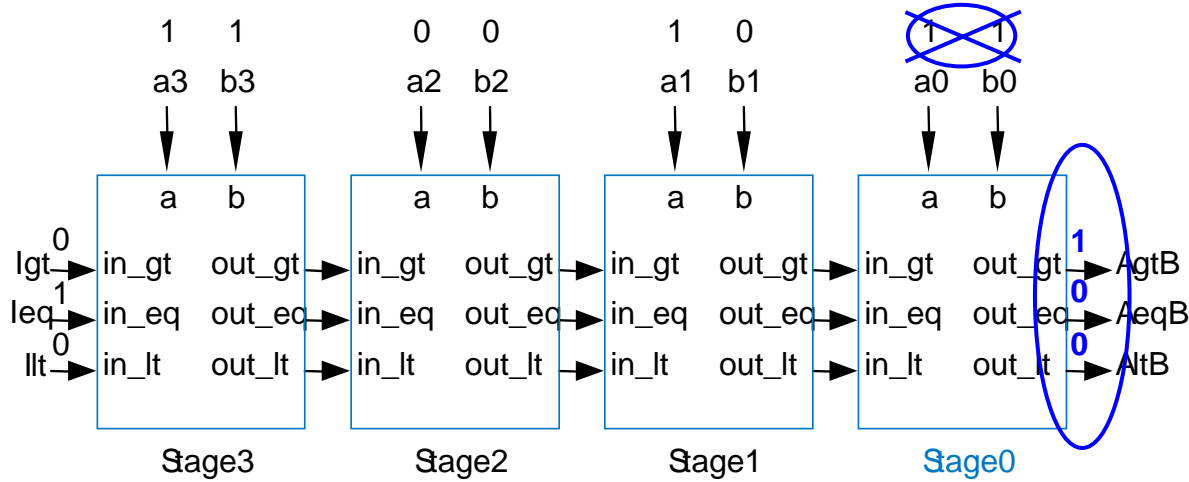 1 1 0 0 1 0 1 1
a3 b3 a2 b2 a1 b1 a0 b0
a b a b a b a b
0 1
Igt in_gt out_gt in_gt out_gt in_gt out_gt in_gt out_gt AgtB
1 0
Ieq in_eq out_eq in_eq out_eq in_eq out_eq in_eq out_eq AeqB
0 0
Ilt in_lt out_lt in_lt out_lt in_lt out_lt in_lt out_lt AltB
Stage3 Stage2 Stage1 Stage0